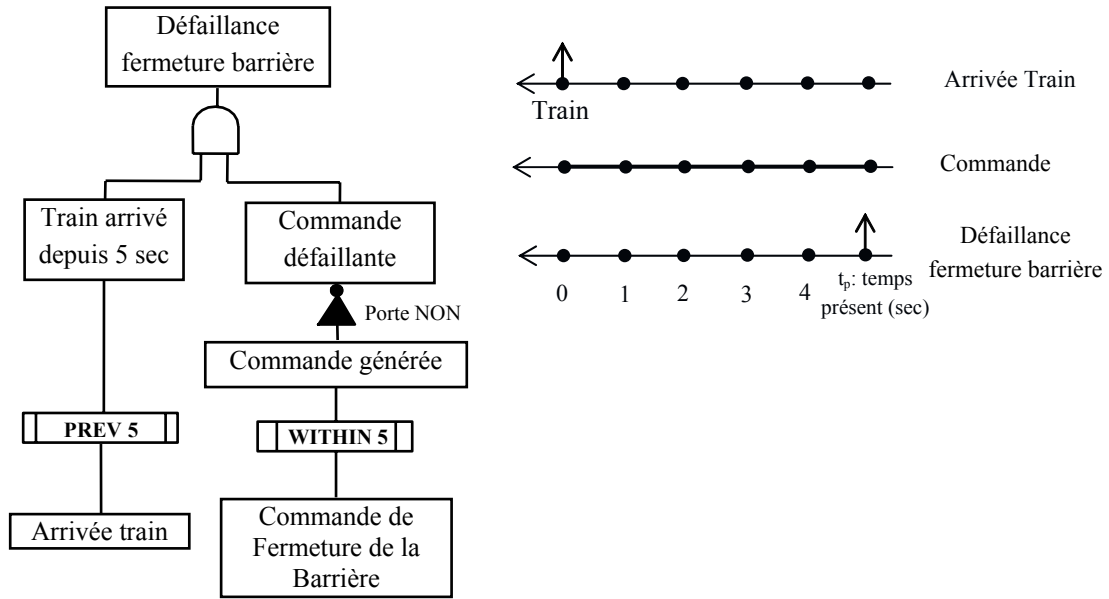 Défaillance
fermeture barrière
Train arrivé
depuis 5 sec
Commande
défaillante
Porte NON
Commande générée
PREV 5
WITHIN 5
Arrivée train
Commande de
Fermeture de la
Barrière
Arrivée Train
Train
Commande
Défaillance
fermeture barrière
0 1 2 3 4 tp: temps
présent (sec)